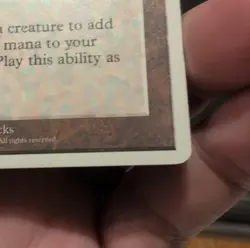 a creature to add
mana to your
Play this ability as
cks
All rights reserved.